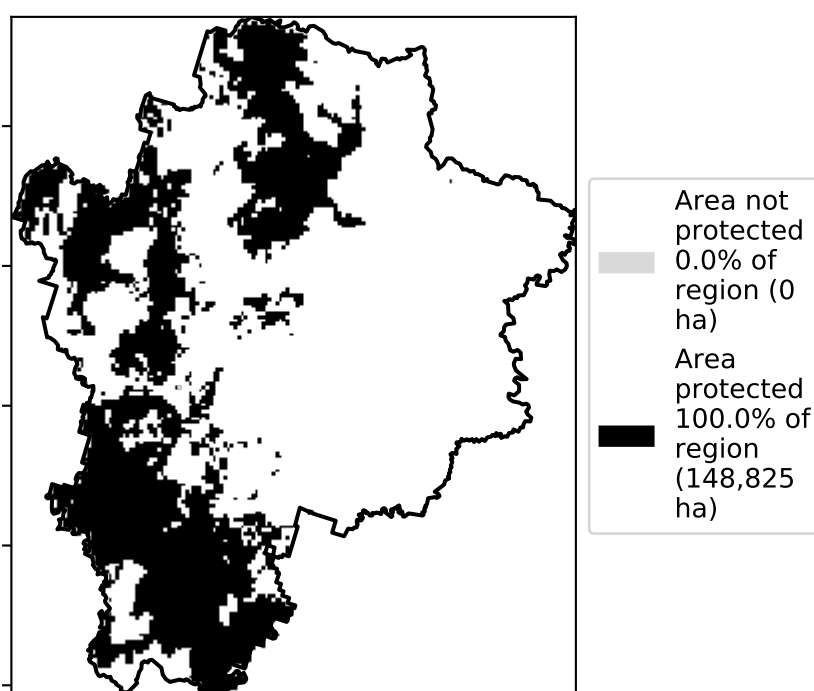 Area not
protected
0.0% of
region (0
ha)
Area
protected
100.0% of
region
(148,825
ha)